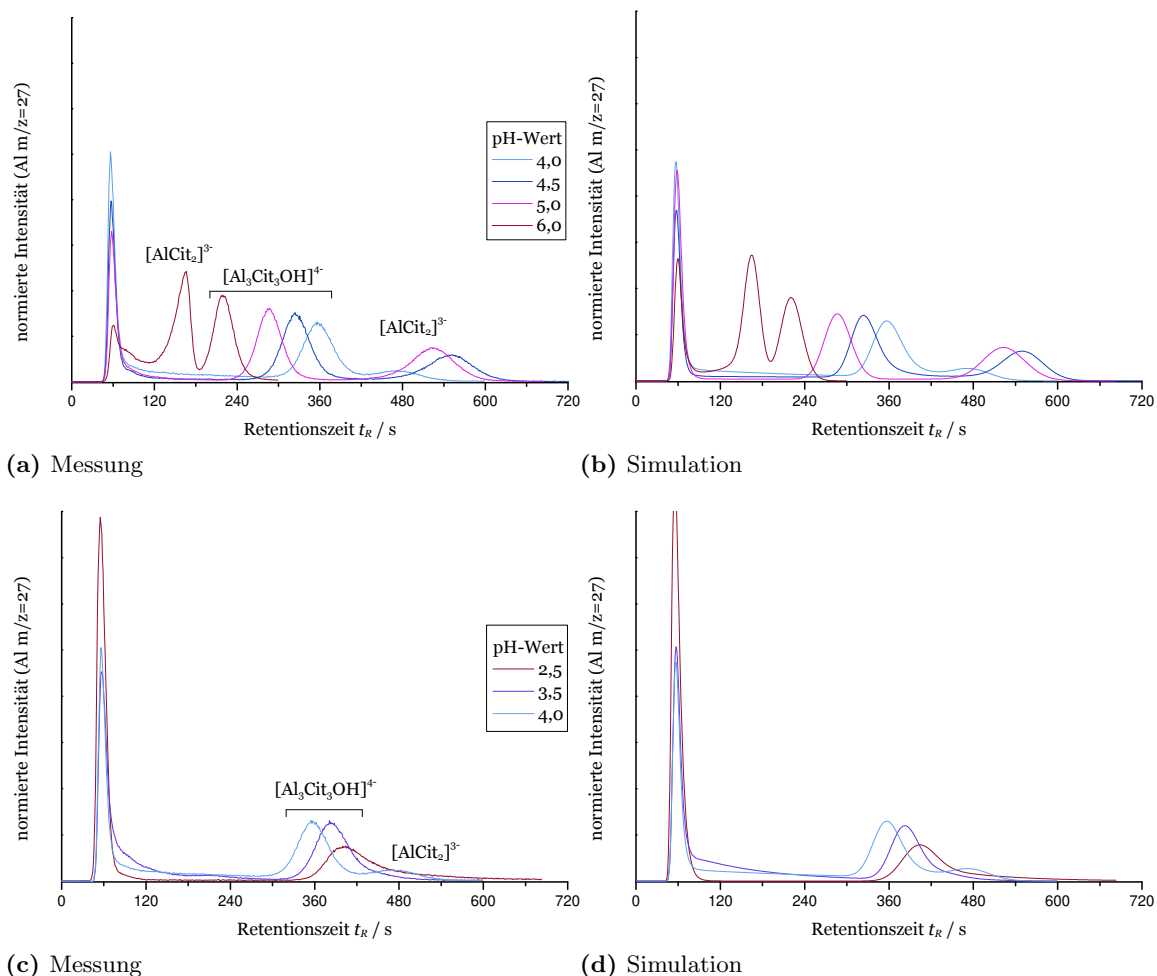 normierte Intensität (Al m/z=27)
[AlCit₂]³⁻
[Al₃Cit₃OH]⁴⁻
[AlCit₂]³⁻
pH-Wert
4,0
4,5
5,0
6,0
0 120 240 360 480 600 720
Retentionszeit tR / s
(a) Messung
normierte Intensität (Al m/z=27)
0 120 240 360 480 600 720
Retentionszeit tR / s
(b) Simulation
normierte Intensität (Al m/z=27)
pH-Wert
2,5
3,5
4,0
[Al₃Cit₃OH]⁴⁻
[AlCit₂]³⁻
0 120 240 360 480 600 720
Retentionszeit tR / s
(c) Messung
normierte Intensität (Al m/z=27)
0 120 240 360 480 600 720
Retentionszeit tR / s
(d) Simulation